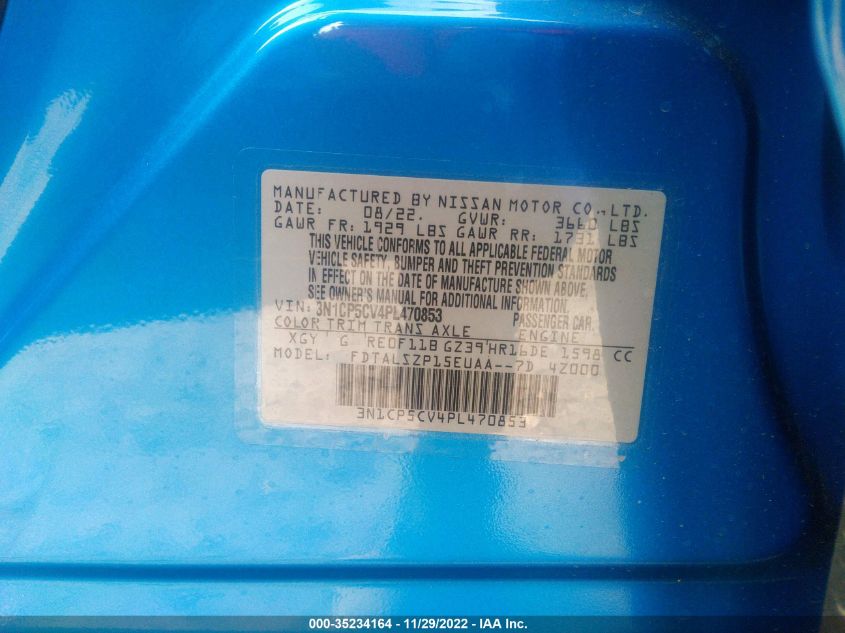 MANUFACTURED BY NISSAN MOTOR CO.,LTD.
DATE: 08/22. GVWR: 3660 LBS
GAWR FR: 1929 LBS GAWR RR: 1731 LBS
THIS VEHICLE CONFORMS TO ALL APPLICABLE FEDERAL MOTOR
VEHICLE SAFETY, BUMPER AND THEFT PREVENTION STANDARDS
IN EFFECT ON THE DATE OF MANUFACTURE SHOWN ABOVE.
SEE OWNER'S MANUAL FOR ADDITIONAL INFORMATION.
VIN: 3N1CP5CV4PL470853 PASSENGER CAR
COLOR TRIM TRANS AXLE ENGINE
XGY G RE0F11B GZ39 HR16DE 1598 CC
MODEL: FDTALSZP15EUAA--7D 4Z000
3N1CP5CV4PL470853
000-35234164 - 11/29/2022 - IAA Inc.